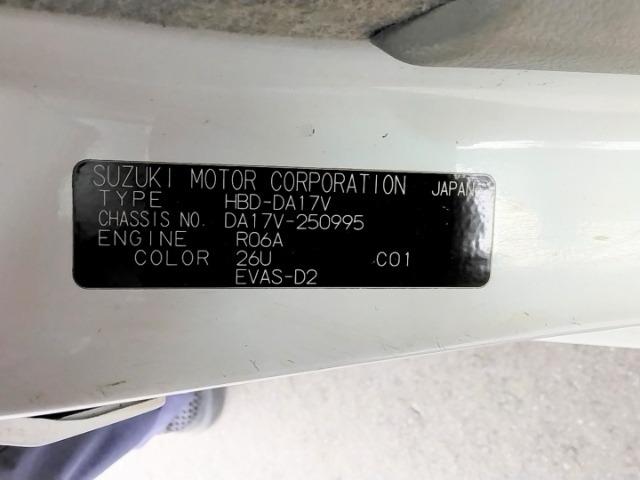 SUZUKI MOTOR CORPORATION JAPAN
TYPE HBD-DA17V
CHASSIS NO. DA17V-250995
ENGINE R06A
COLOR 26U C01
EVAS-D2